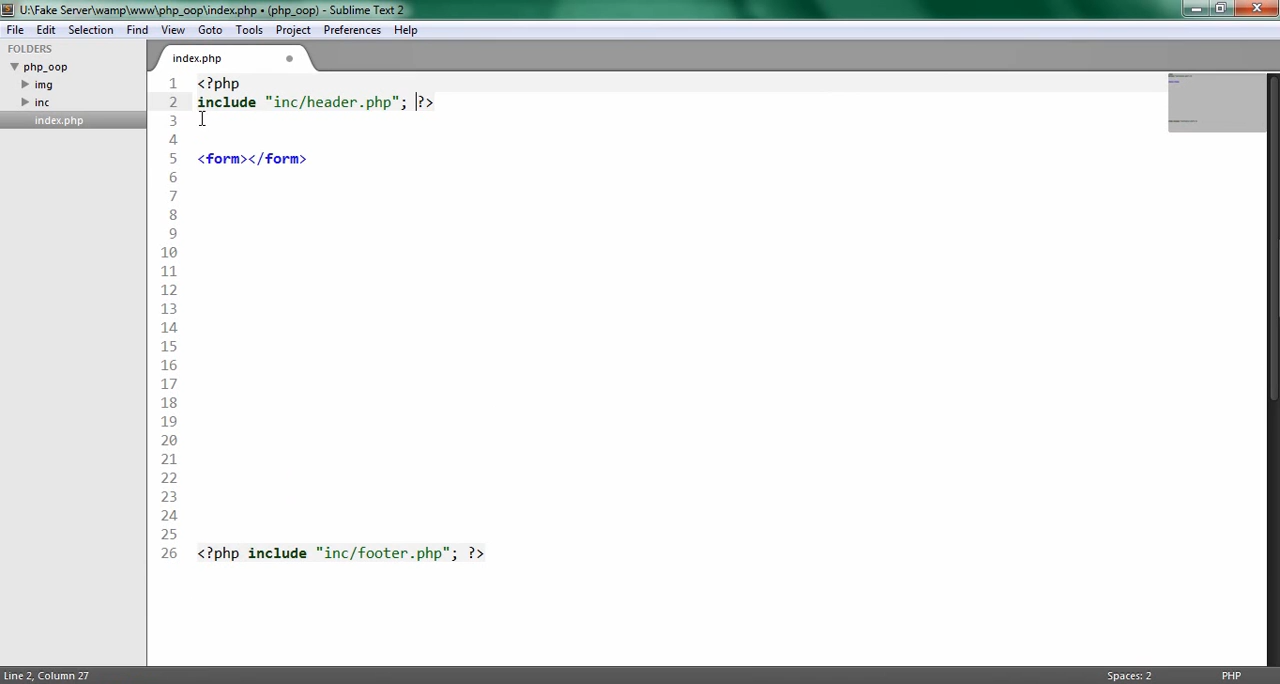 U:\Fake Server\wamp\www\php_oop\index.php • (php_oop) - Sublime Text 2
File Edit Selection Find View Goto Tools Project Preferences Help
FOLDERS
php_oop
img
inc
index.php
index.php
1 <?php
2 include "inc/header.php"; ?>
3
4
5 <form></form>
6
7
8
9
10
11
12
13
14
15
16
17
18
19
20
21
22
23
24
25
26 <?php include "inc/footer.php"; ?>
Line 2, Column 27 Spaces: 2 PHP